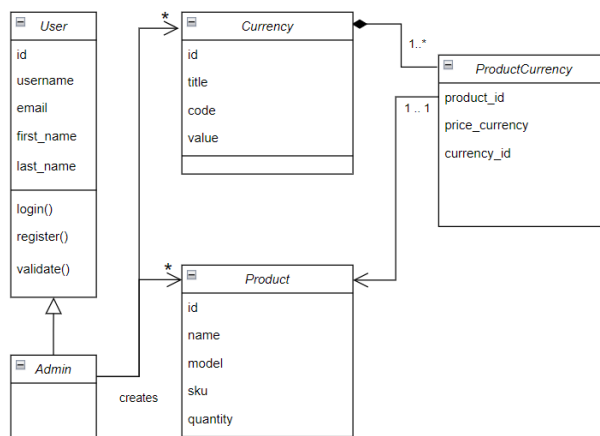 User
id
username
email
first_name
last_name
login()
register()
validate()
Admin
creates
*
Currency
id
title
code
value
*
Product
id
name
model
sku
quantity
1..*
1 .. 1
ProductCurrency
product_id
price_currency
currency_id